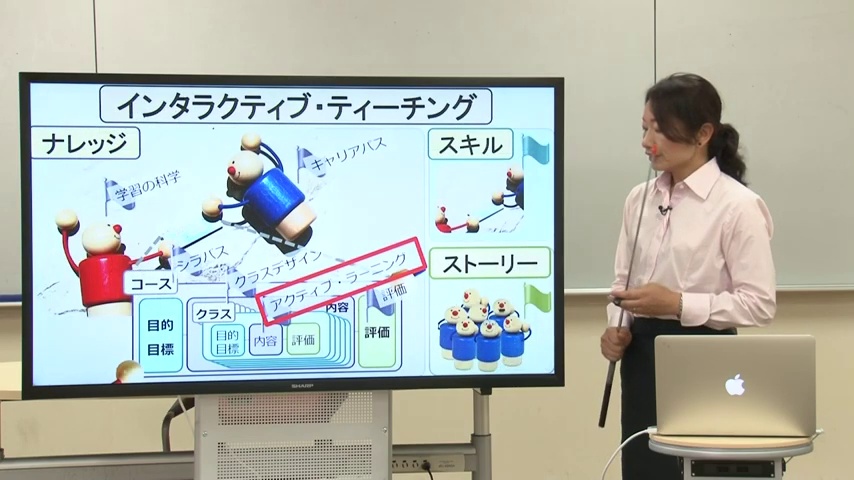 インタラクティブ・ティーチング
ナレッジ
スキル
キャリアパス
学習の科学
シラバス
クラスデザイン
アクティブ・ラーニング
評価
ストーリー
コース
目的
目標
クラス
目的
目標
内容
評価
内容
評価
SHARP